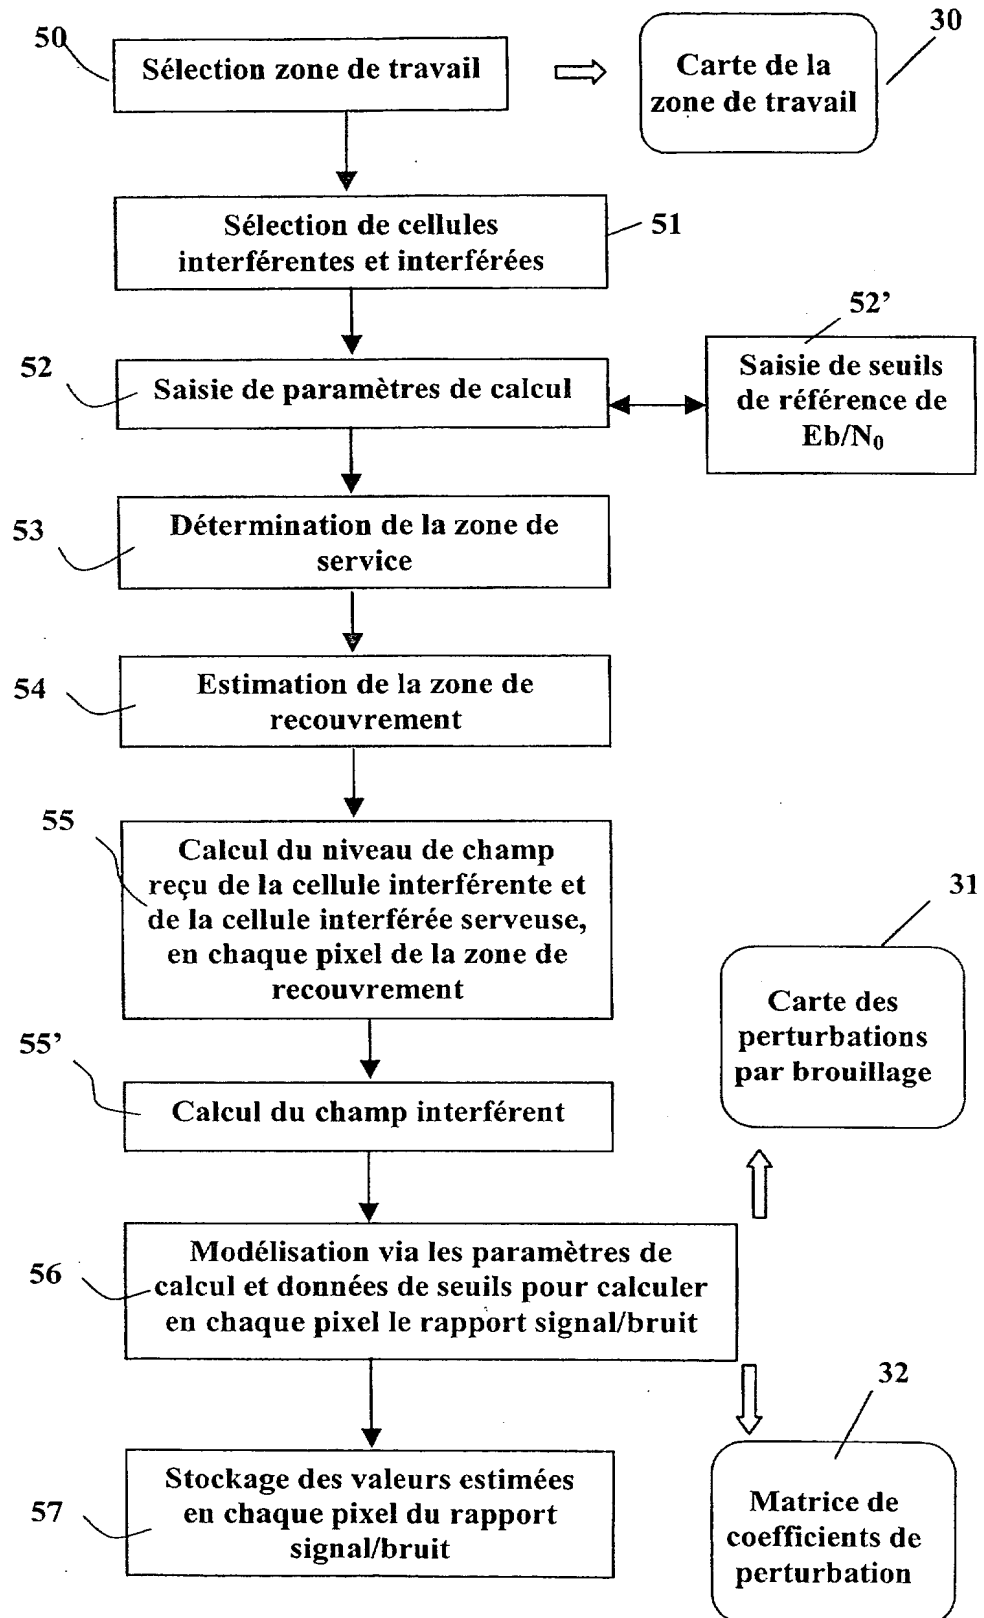 50
Sélection zone de travail
Carte de la
zone de travail
30
Sélection de cellules
interférentes et interférées
51
52
Saisie de paramètres de calcul
52’
Saisie de seuils
de référence de
Eb/N₀
53
Détermination de la zone de
service
54
Estimation de la zone de
recouvrement
55
Calcul du niveau de champ
reçu de la cellule interférente et
de la cellule interférée serveuse,
en chaque pixel de la zone de
recouvrement
31
Carte des
perturbations
par brouillage
55’
Calcul du champ interférent
56
Modélisation via les paramètres de
calcul et données de seuils pour calculer
en chaque pixel le rapport signal/bruit
32
Matrice de
coefficients de
perturbation
57
Stockage des valeurs estimées
en chaque pixel du rapport
signal/bruit